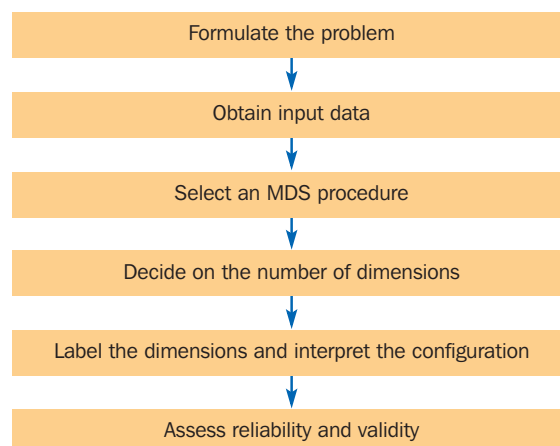 Formulate the problem
Obtain input data
Select an MDS procedure
Decide on the number of dimensions
Label the dimensions and interpret the configuration
Assess reliability and validity